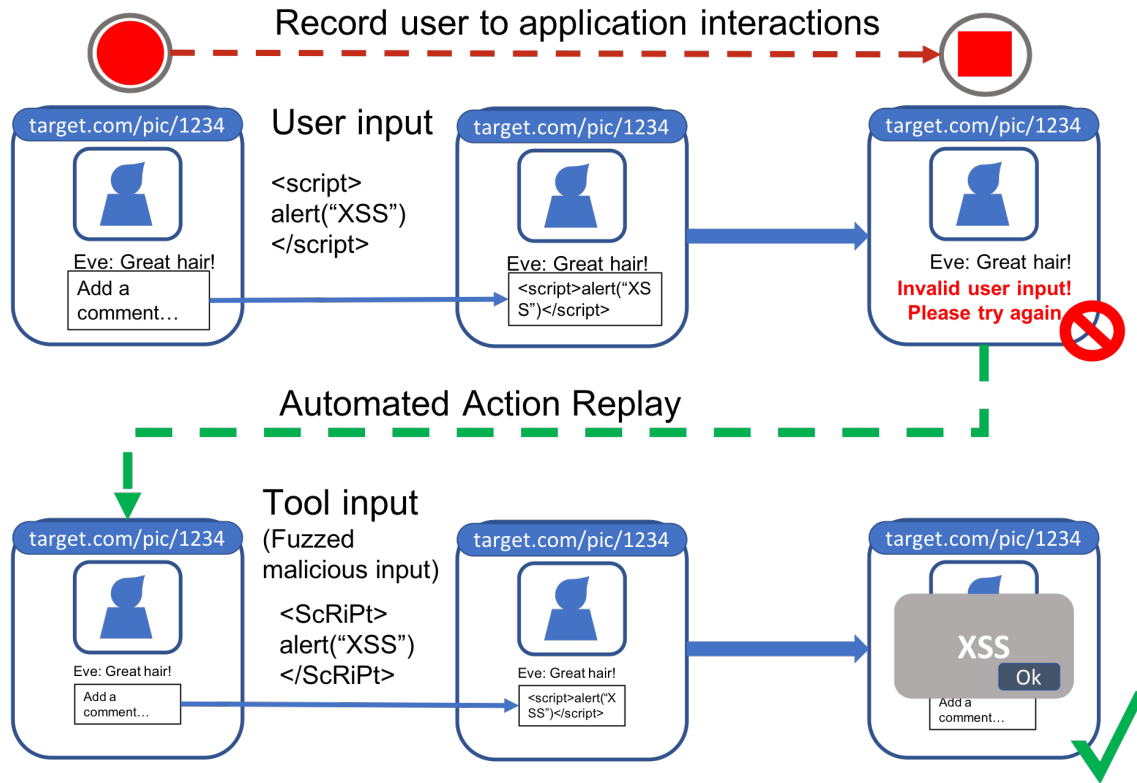 Record user to application interactions
target.com/pic/1234
User input
target.com/pic/1234
target.com/pic/1234
<script>
alert(“XSS”)
</script>
Eve: Great hair!
Add a
comment…
Eve: Great hair!
<script>alert(“XS
S”)</script>
Eve: Great hair!
Invalid user input!
Please try again
Automated Action Replay
target.com/pic/1234
Tool input
(Fuzzed
malicious input)
target.com/pic/1234
target.com/pic/1234
<ScRiPt>
alert(“XSS”)
</ScRiPt>
Eve: Great hair!
Add a
comment…
Eve: Great hair!
<script>alert(“X
SS”)</script>
XSS
Ok
Add a
comment…